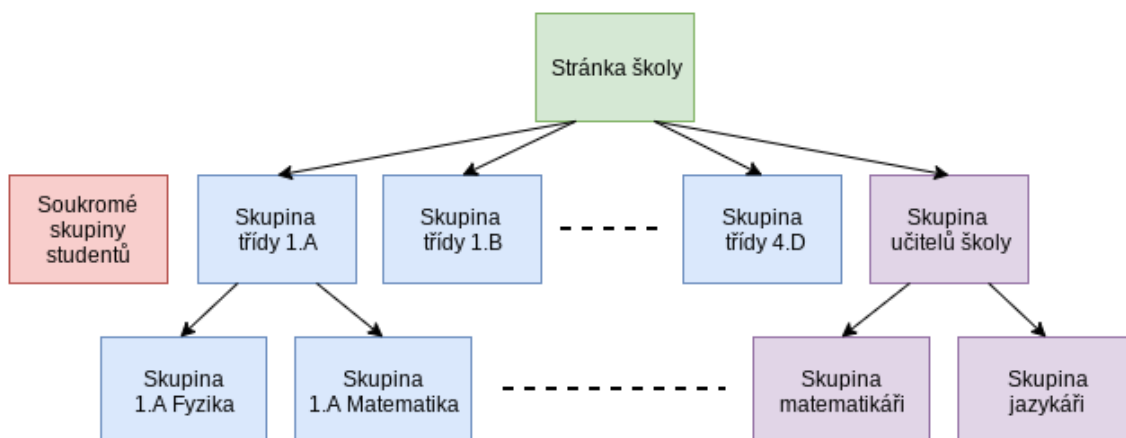 Stránka školy
Soukromé
skupiny
studentů
Skupina
třídy 1.A
Skupina
třídy 1.B
Skupina
třídy 4.D
Skupina
učitelů školy
Skupina
1.A Fyzika
Skupina
1.A Matematika
Skupina
matematikáři
Skupina
jazykáři